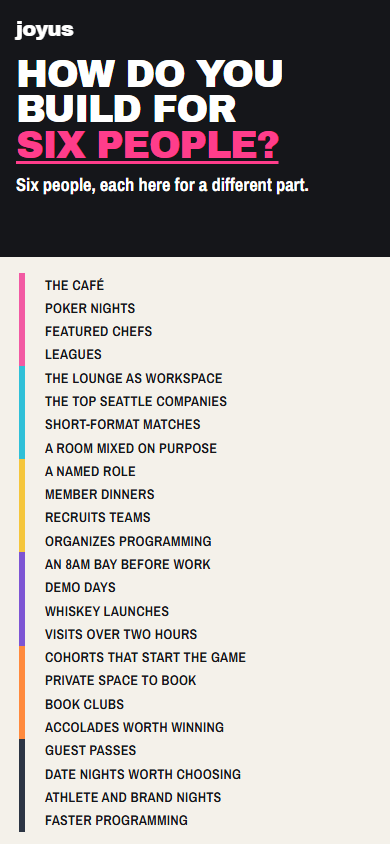 joyus
HOW DO YOU
BUILD FOR
SIX PEOPLE?
Six people, each here for a different part.
THE CAFÉ
POKER NIGHTS
FEATURED CHEFS
LEAGUES
THE LOUNGE AS WORKSPACE
THE TOP SEATTLE COMPANIES
SHORT-FORMAT MATCHES
A ROOM MIXED ON PURPOSE
A NAMED ROLE
MEMBER DINNERS
RECRUITS TEAMS
ORGANIZES PROGRAMMING
AN 8AM BAY BEFORE WORK
DEMO DAYS
WHISKEY LAUNCHES
VISITS OVER TWO HOURS
COHORTS THAT START THE GAME
PRIVATE SPACE TO BOOK
BOOK CLUBS
ACCOLADES WORTH WINNING
GUEST PASSES
DATE NIGHTS WORTH CHOOSING
ATHLETE AND BRAND NIGHTS
FASTER PROGRAMMING